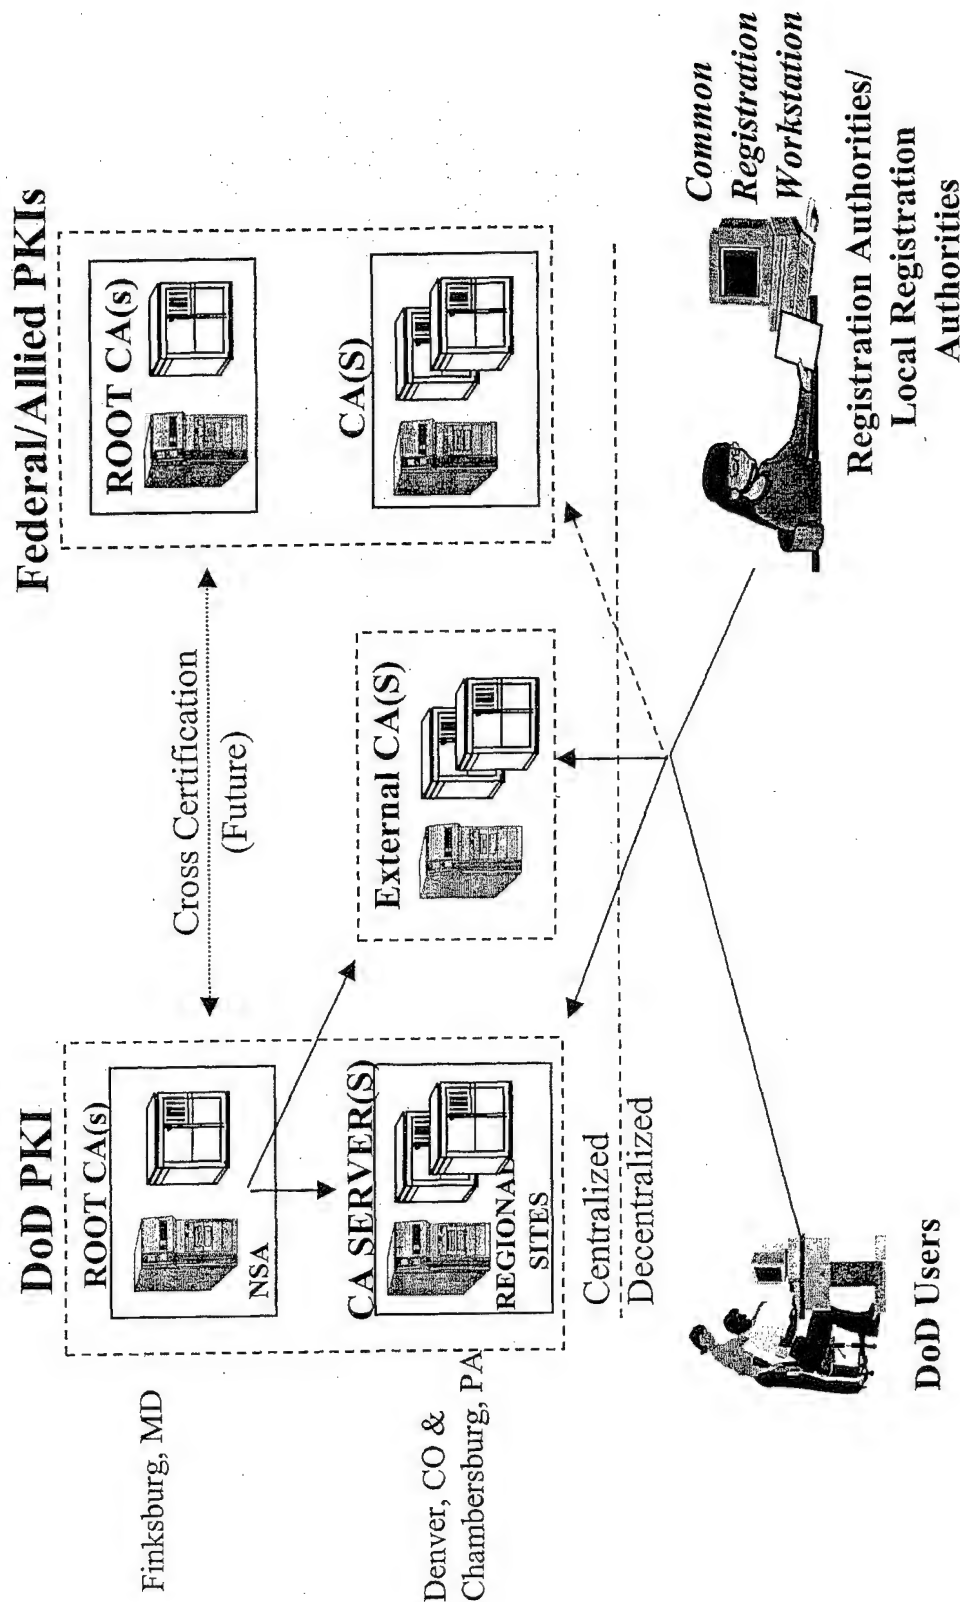 DoD PKI
Federal/Allied PKIs
Finksburg, MD
ROOT CA(s)
NSA
Cross Certification
(Future)
ROOT CA(s)
Denver, CO &
Chambersburg, PA
CA SERVER(S)
REGIONAL
SITES
External CA(S)
CA(S)
Centralized
Decentralized
DoD Users
Common
Registration
Workstation
Registration Authorities/
Local Registration
Authorities